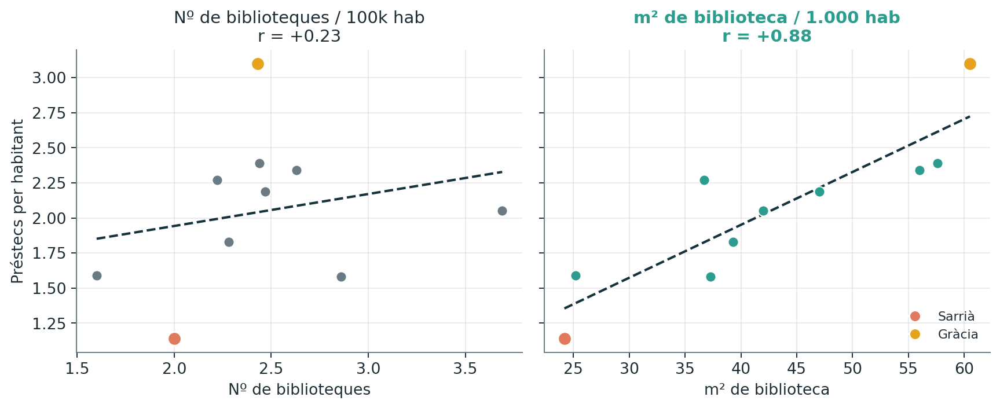 Nº de biblioteques / 100k hab
r = +0.23
m² de biblioteca / 1.000 hab
r = +0.88
Préstecs per habitant
3.00
2.75
2.50
2.25
2.00
1.75
1.50
1.25
1.5
2.0
2.5
3.0
3.5
Nº de biblioteques
25
30
35
40
45
50
55
60
m² de biblioteca
Sarrià
Gràcia